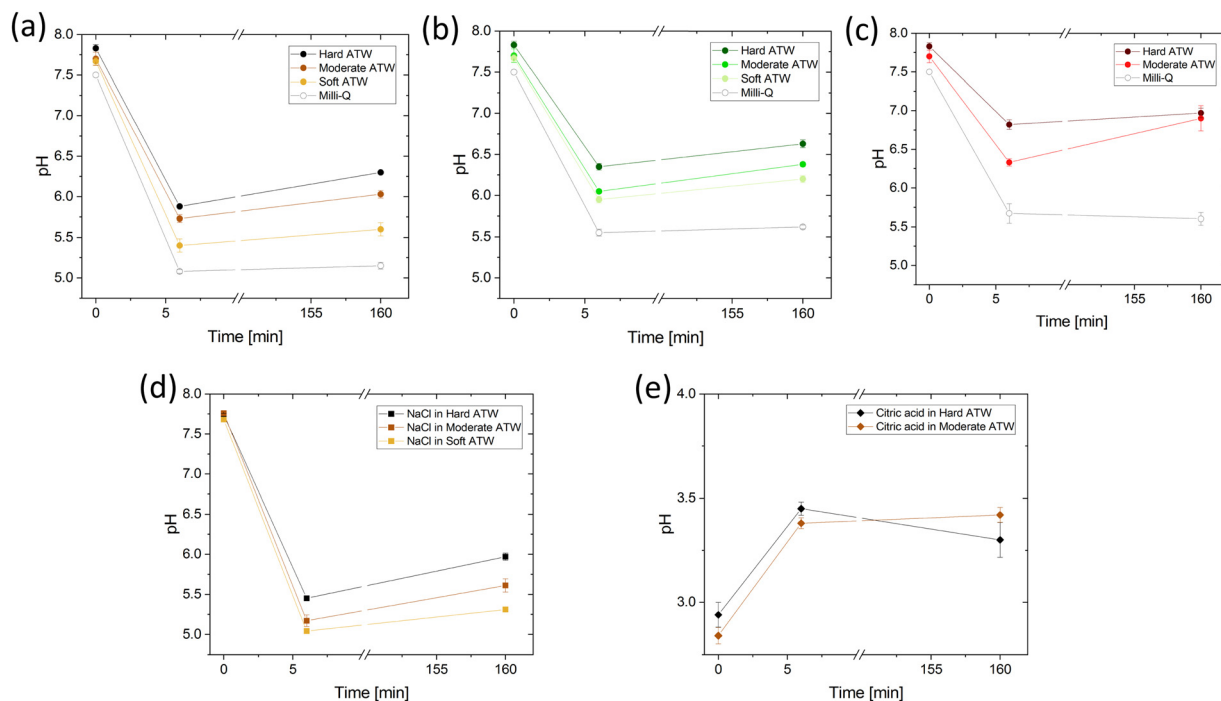 (a)
8.0
7.5
7.0
6.5
6.0
5.5
5.0
pH
0
5
155
160
Time [min]
Hard ATW
Moderate ATW
Soft ATW
Milli-Q
(b)
8.0
7.5
7.0
6.5
6.0
5.5
5.0
pH
0
5
155
160
Time [min]
Hard ATW
Moderate ATW
Soft ATW
Milli-Q
(c)
8.0
7.5
7.0
6.5
6.0
5.5
5.0
pH
0
5
155
160
Time [min]
Hard ATW
Moderate ATW
Milli-Q
(d)
8.0
7.5
7.0
6.5
6.0
5.5
5.0
pH
0
5
155
160
Time [min]
NaCl in Hard ATW
NaCl in Moderate ATW
NaCl in Soft ATW
(e)
4.0
3.5
3.0
pH
0
5
155
160
Time [min]
Citric acid in Hard ATW
Citric acid in Moderate ATW